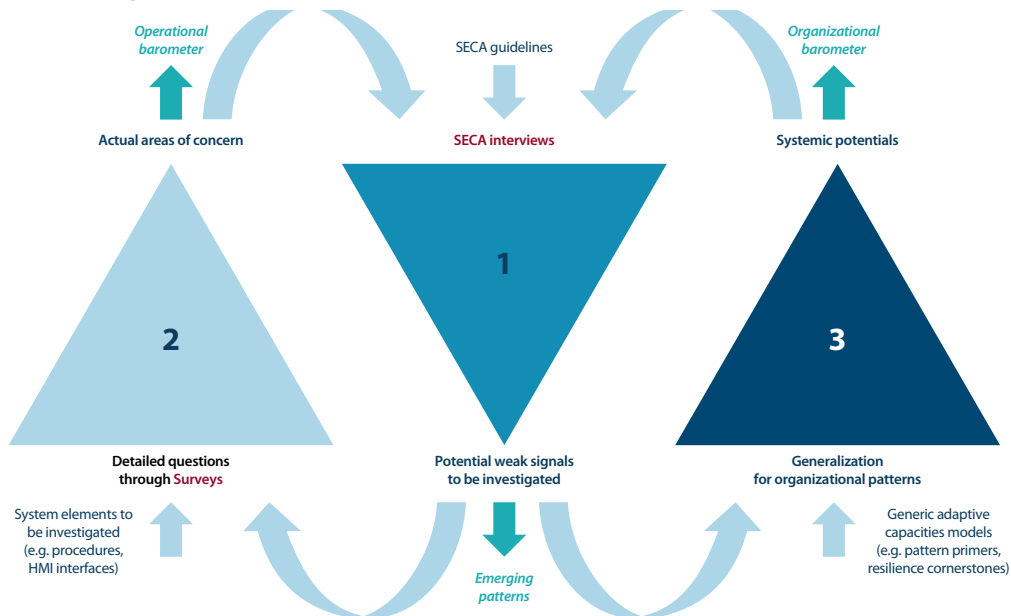 Operational
barometer
SECA guidelines
Organizational
barometer
Actual areas of concern
SECA interviews
Systemic potentials
1
2
3
Detailed questions
through Surveys
Potential weak signals
to be investigated
Generalization
for organizational patterns
System elements to
be investigated
(e.g. procedures,
HMI interfaces)
Emerging
patterns
Generic adaptive
capacities models
(e.g. pattern primers,
resilience cornerstones)